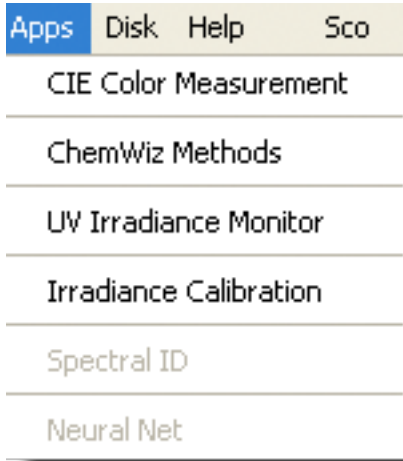 Apps Disk Help Sco
CIE Color Measurement
ChemWiz Methods
UV Irradiance Monitor
Irradiance Calibration
Spectral ID
Neural Net